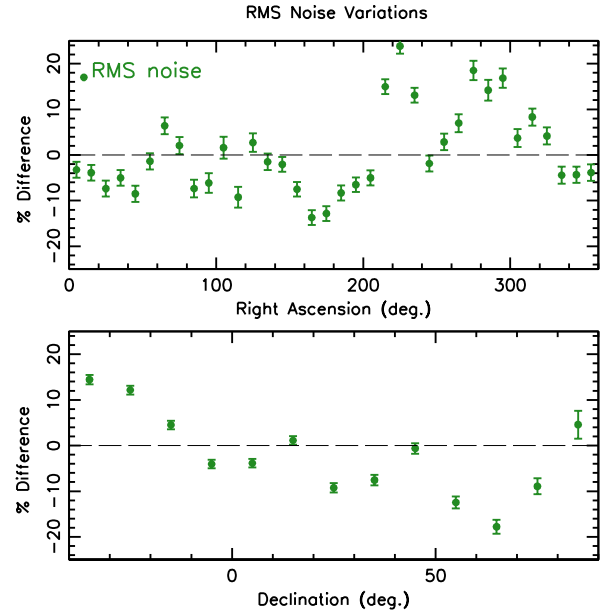 RMS Noise Variations
RMS noise
% Difference
20
10
0
−10
−20
0 100 200 300
Right Ascension (deg.)
% Difference
20
10
0
−10
−20
0 50
Declination (deg.)